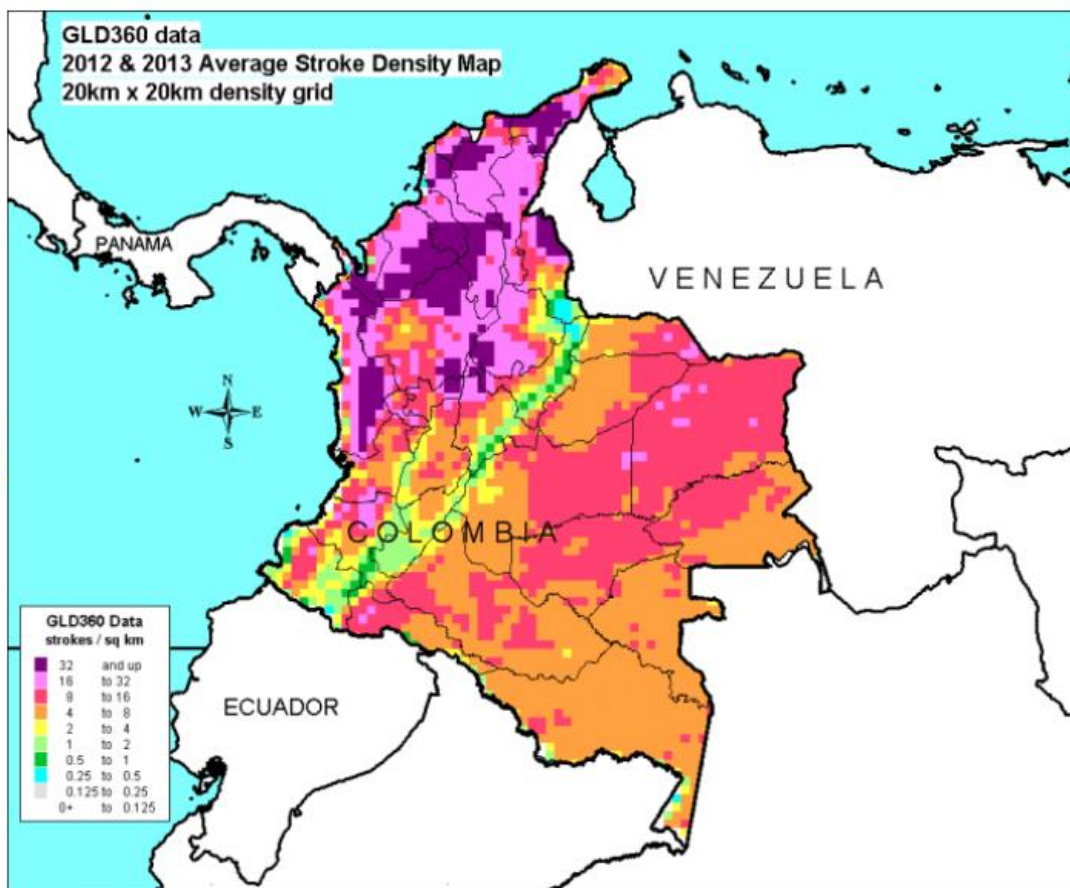 GLD360 data
2012 & 2013 Average Stroke Density Map
20km x 20km density grid
PANAMA
VENEZUELA
N
W E
S
COLOMBIA
GLD360 Data
strokes / sq km
32 and up
16 to 32
8 to 16
4 to 8
2 to 4
1 to 2
0.5 to 1
0.25 to 0.5
0.125 to 0.25
0+ to 0.125
ECUADOR